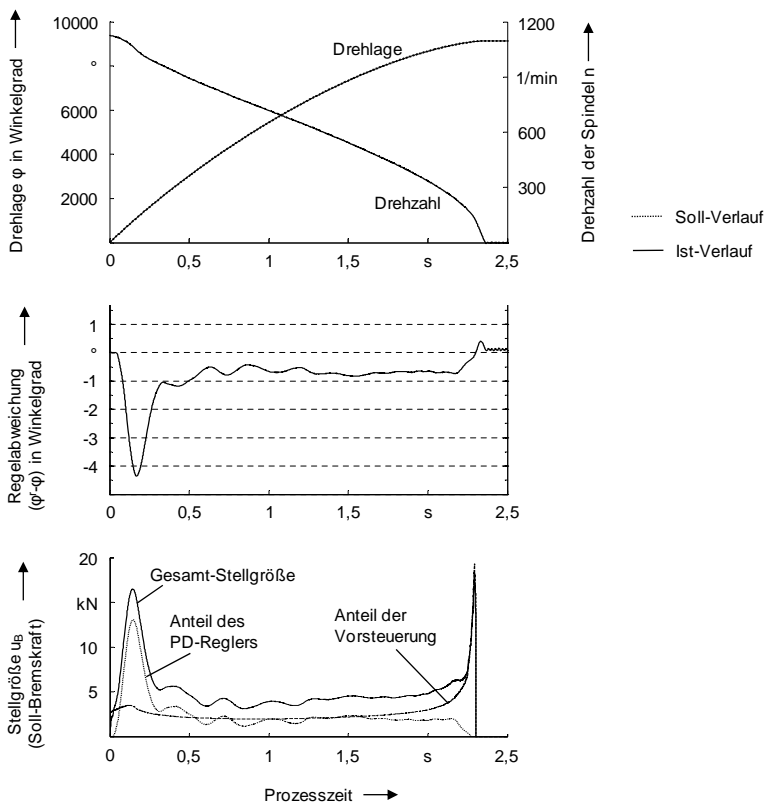 Drehlage φ in Winkelgrad
10000
°
6000
4000
2000
0
0,5
1
1,5
s
2,5
1200
1/min
600
300
Drehzahl der Spindel n
Drehlage
Drehzahl
Soll-Verlauf
Ist-Verlauf
Regelabweichung
(φʳ-φ) in Winkelgrad
1
°
-1
-2
-3
-4
0
0,5
1
1,5
s
2,5
Stellgröße u_B
(Soll-Bremskraft)
20
kN
10
5
Gesamt-Stellgröße
Anteil des
PD-Reglers
Anteil der
Vorsteuerung
0
0,5
1
1,5
s
2,5
Prozesszeit